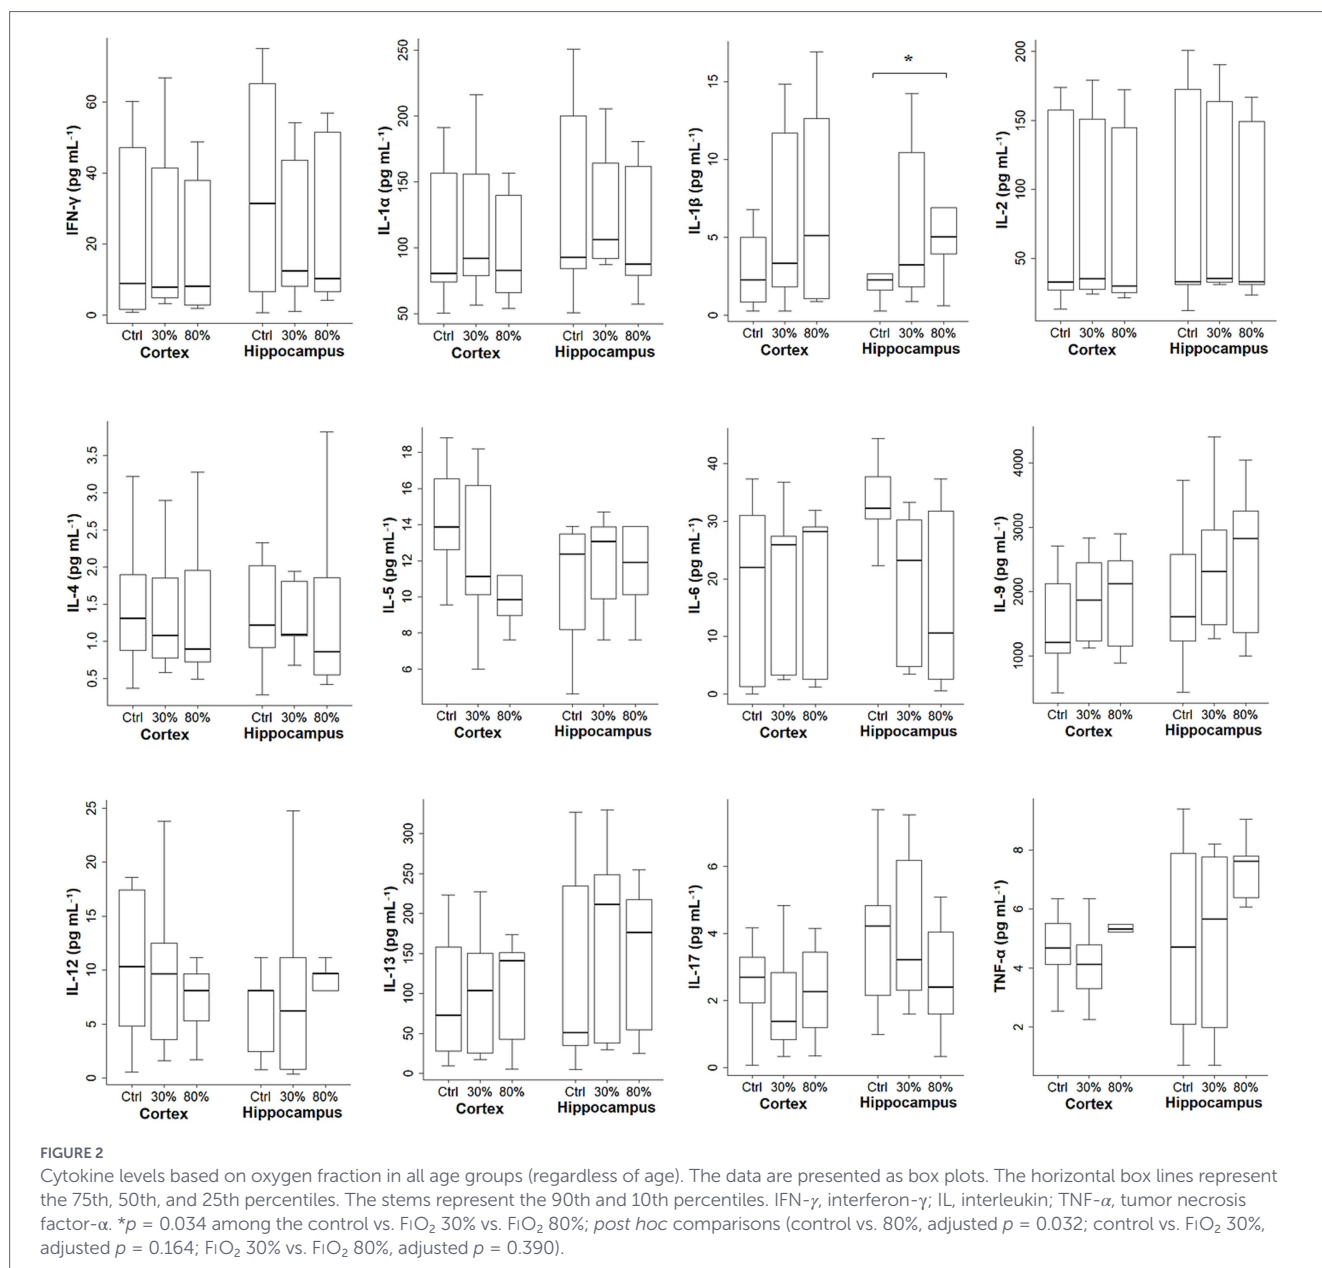 IFN-γ (pg mL⁻¹)
60
40
20
0
Ctrl 30% 80% Ctrl 30% 80%
Cortex Hippocampus
IL-1α (pg mL⁻¹)
250
200
150
100
50
Ctrl 30% 80% Ctrl 30% 80%
Cortex Hippocampus
IL-1β (pg mL⁻¹)
15
10
5
0
*
Ctrl 30% 80% Ctrl 30% 80%
Cortex Hippocampus
IL-2 (pg mL⁻¹)
200
150
100
50
Ctrl 30% 80% Ctrl 30% 80%
Cortex Hippocampus
IL-4 (pg mL⁻¹)
3.5
3.0
2.5
2.0
1.5
1.0
0.5
Ctrl 30% 80% Ctrl 30% 80%
Cortex Hippocampus
IL-5 (pg mL⁻¹)
18
16
14
12
10
8
6
Ctrl 30% 80% Ctrl 30% 80%
Cortex Hippocampus
IL-6 (pg mL⁻¹)
40
30
20
10
0
Ctrl 30% 80% Ctrl 30% 80%
Cortex Hippocampus
IL-9 (pg mL⁻¹)
4000
3000
2000
1000
Ctrl 30% 80% Ctrl 30% 80%
Cortex Hippocampus
IL-12 (pg mL⁻¹)
25
20
15
10
5
0
Ctrl 30% 80% Ctrl 30% 80%
Cortex Hippocampus
IL-13 (pg mL⁻¹)
300
250
200
150
100
50
0
Ctrl 30% 80% Ctrl 30% 80%
Cortex Hippocampus
IL-17 (pg mL⁻¹)
6
4
2
0
Ctrl 30% 80% Ctrl 30% 80%
Cortex Hippocampus
TNF-α (pg mL⁻¹)
8
6
4
2
Ctrl 30% 80% Ctrl 30% 80%
Cortex Hippocampus
FIGURE 2
Cytokine levels based on oxygen fraction in all age groups (regardless of age). The data are presented as box plots. The horizontal box lines represent
the 75th, 50th, and 25th percentiles. The stems represent the 90th and 10th percentiles. IFN-γ, interferon-γ; IL, interleukin; TNF-α, tumor necrosis
factor-α. *p = 0.034 among the control vs. FIO₂ 30% vs. FIO₂ 80%; post hoc comparisons (control vs. 80%, adjusted p = 0.032; control vs. FIO₂ 30%,
adjusted p = 0.164; FIO₂ 30% vs. FIO₂ 80%, adjusted p = 0.390).